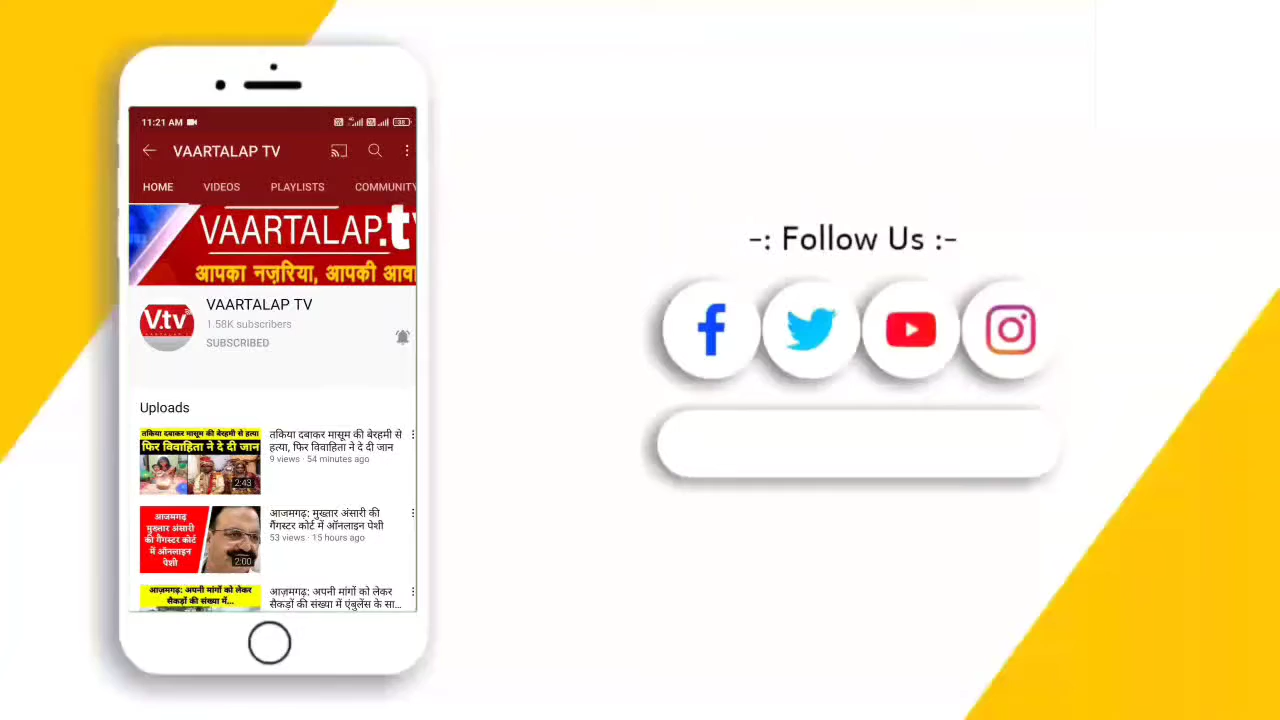 11:21 AM
VAARTALAP TV
HOME VIDEOS PLAYLISTS COMMUNITY
VAARTALAP.tv
आपका नज़रिया, आपकी आवा
V.tv
VAARTALAP TV
1.58K subscribers
SUBSCRIBED
Uploads
तकिया दबाकर मासूम की बेरहमी से हत्या
फिर विवाहिता ने दे दी जान
2:43
तकिया दबाकर मासूम की बेरहमी से
हत्या, फिर विवाहिता ने दे दी जान
9 views · 54 minutes ago
आजमगढ़
मुख्तार अंसारी
की गैंगस्टर कोर्ट
में ऑनलाइन
पेशी
2:00
आजमगढ़: मुख्तार अंसारी की
गैंगस्टर कोर्ट में ऑनलाइन पेशी
53 views · 15 hours ago
आज़मगढ़: अपनी मांगों को लेकर
सैकड़ों की संख्या में...
आज़मगढ़: अपनी मांगों को लेकर
सैकड़ों की संख्या में एंबुलेंस के सा...
-: Follow Us :-